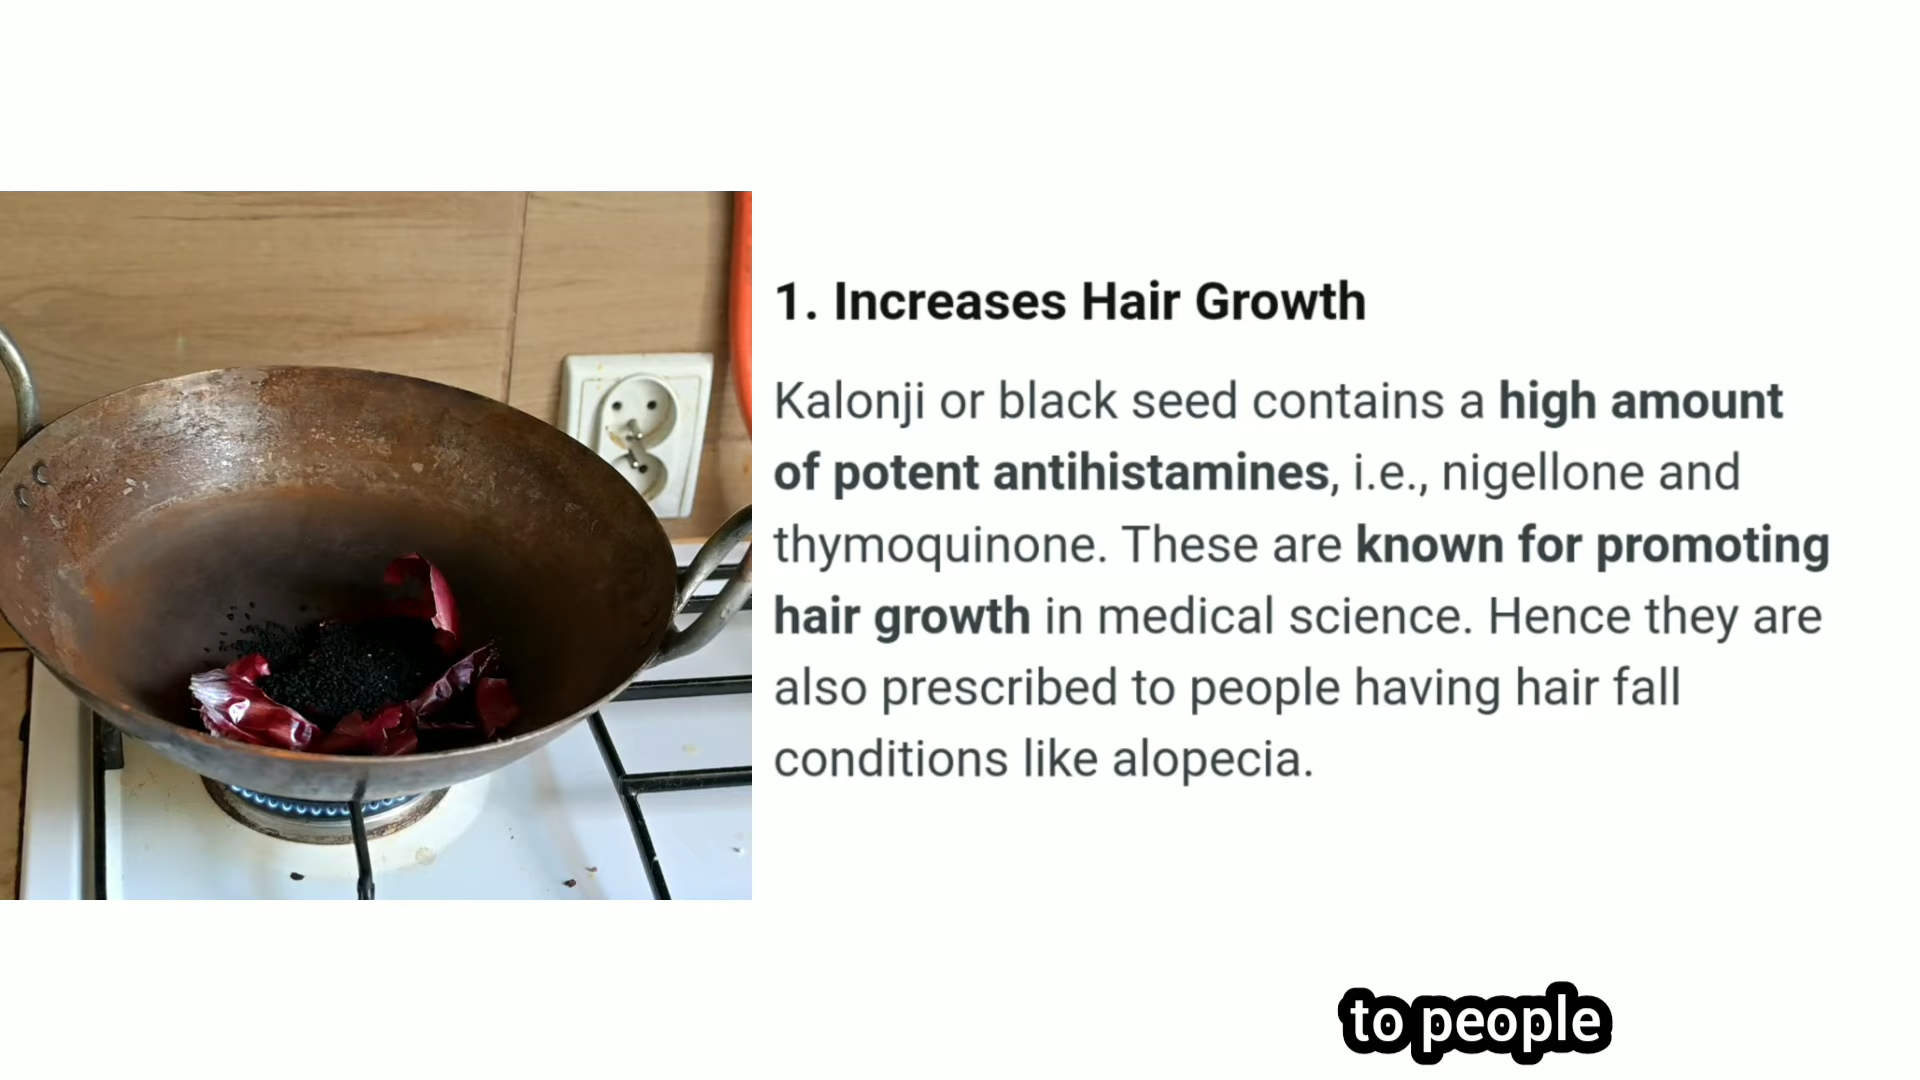 1. Increases Hair Growth
Kalonji or black seed contains a high amount
of potent antihistamines, i.e., nigellone and
thymoquinone. These are known for promoting
hair growth in medical science. Hence they are
also prescribed to people having hair fall
conditions like alopecia.
to people